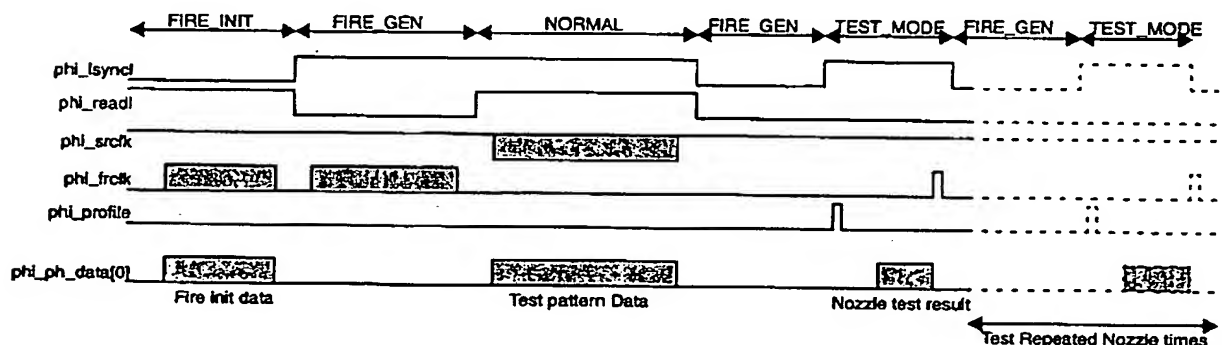 FIRE_INIT FIRE_GEN NORMAL FIRE_GEN TEST_MODE FIRE_GEN TEST_MODE
phi_lsyncl
phi_readl
phi_srclk
phi_frclk
phi_profile
phi_ph_data[0]
Fire init data Test pattern Data Nozzle test result
Test Repeated Nozzle times